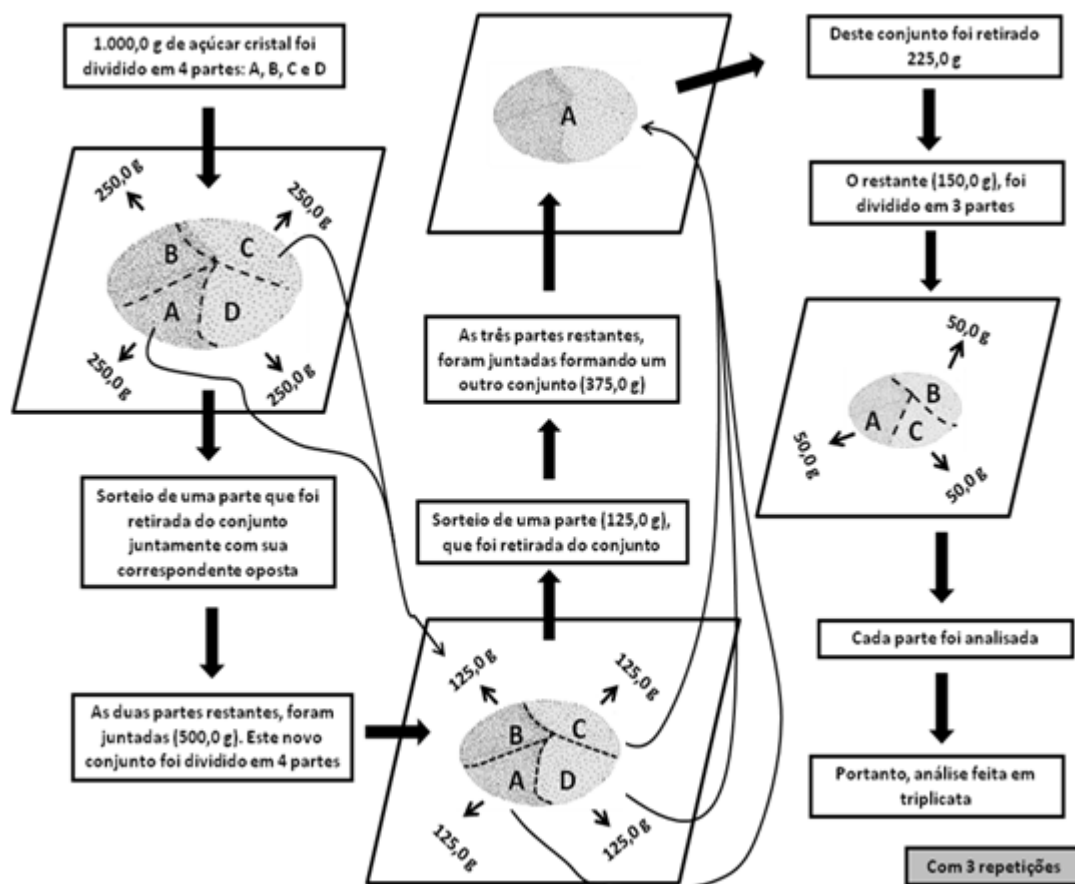 1.000,0 g de açúcar cristal foi
dividido em 4 partes: A, B, C e D
250,0 g
250,0 g
B
C
A
D
250,0 g
250,0 g
Sorteio de uma parte que foi
retirada do conjunto
juntamente com sua
correspondente oposta
As duas partes restantes, foram
juntadas (500,0 g). Este novo
conjunto foi dividido em 4 partes
125,0 g
125,0 g
B
C
A
D
125,0 g
125,0 g
Sorteio de uma parte (125,0 g),
que foi retirada do conjunto
As três partes restantes,
foram juntadas formando um
outro conjunto (375,0 g)
A
Deste conjunto foi retirado
225,0 g
O restante (150,0 g), foi
dividido em 3 partes
50,0 g
B
A
C
50,0 g
50,0 g
Cada parte foi analisada
Portanto, análise feita em
triplicata
Com 3 repetições